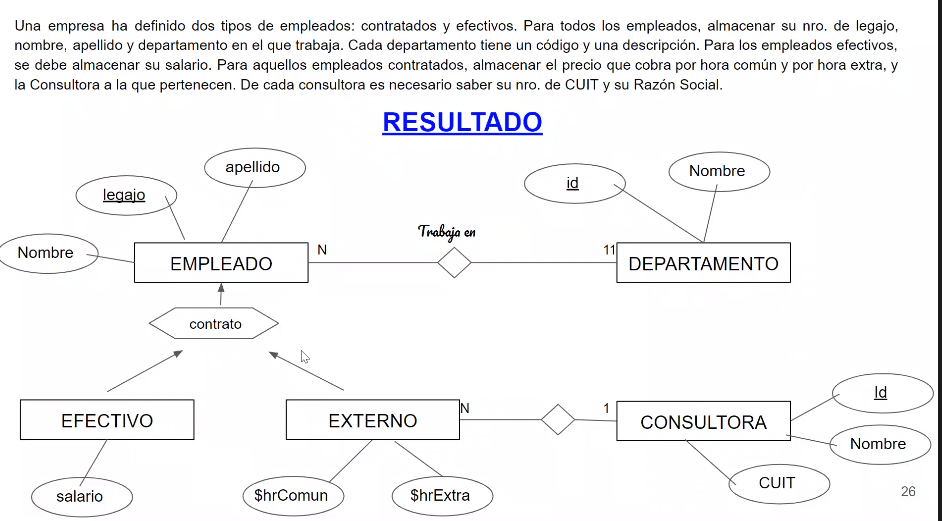 Una empresa ha definido dos tipos de empleados: contratados y efectivos. Para todos los empleados, almacenar su nro. de legajo,
nombre, apellido y departamento en el que trabaja. Cada departamento tiene un código y una descripción. Para los empleados efectivos,
se debe almacenar su salario. Para aquellos empleados contratados, almacenar el precio que cobra por hora común y por hora extra, y
la Consultora a la que pertenecen. De cada consultora es necesario saber su nro. de CUIT y su Razón Social.
RESULTADO
apellido
legajo
Nombre
id
Nombre
Trabaja en
EMPLEADO
N
11
DEPARTAMENTO
contrato
EFECTIVO
EXTERNO
N
1
CONSULTORA
Id
Nombre
CUIT
salario
$hrComun
$hrExtra
26